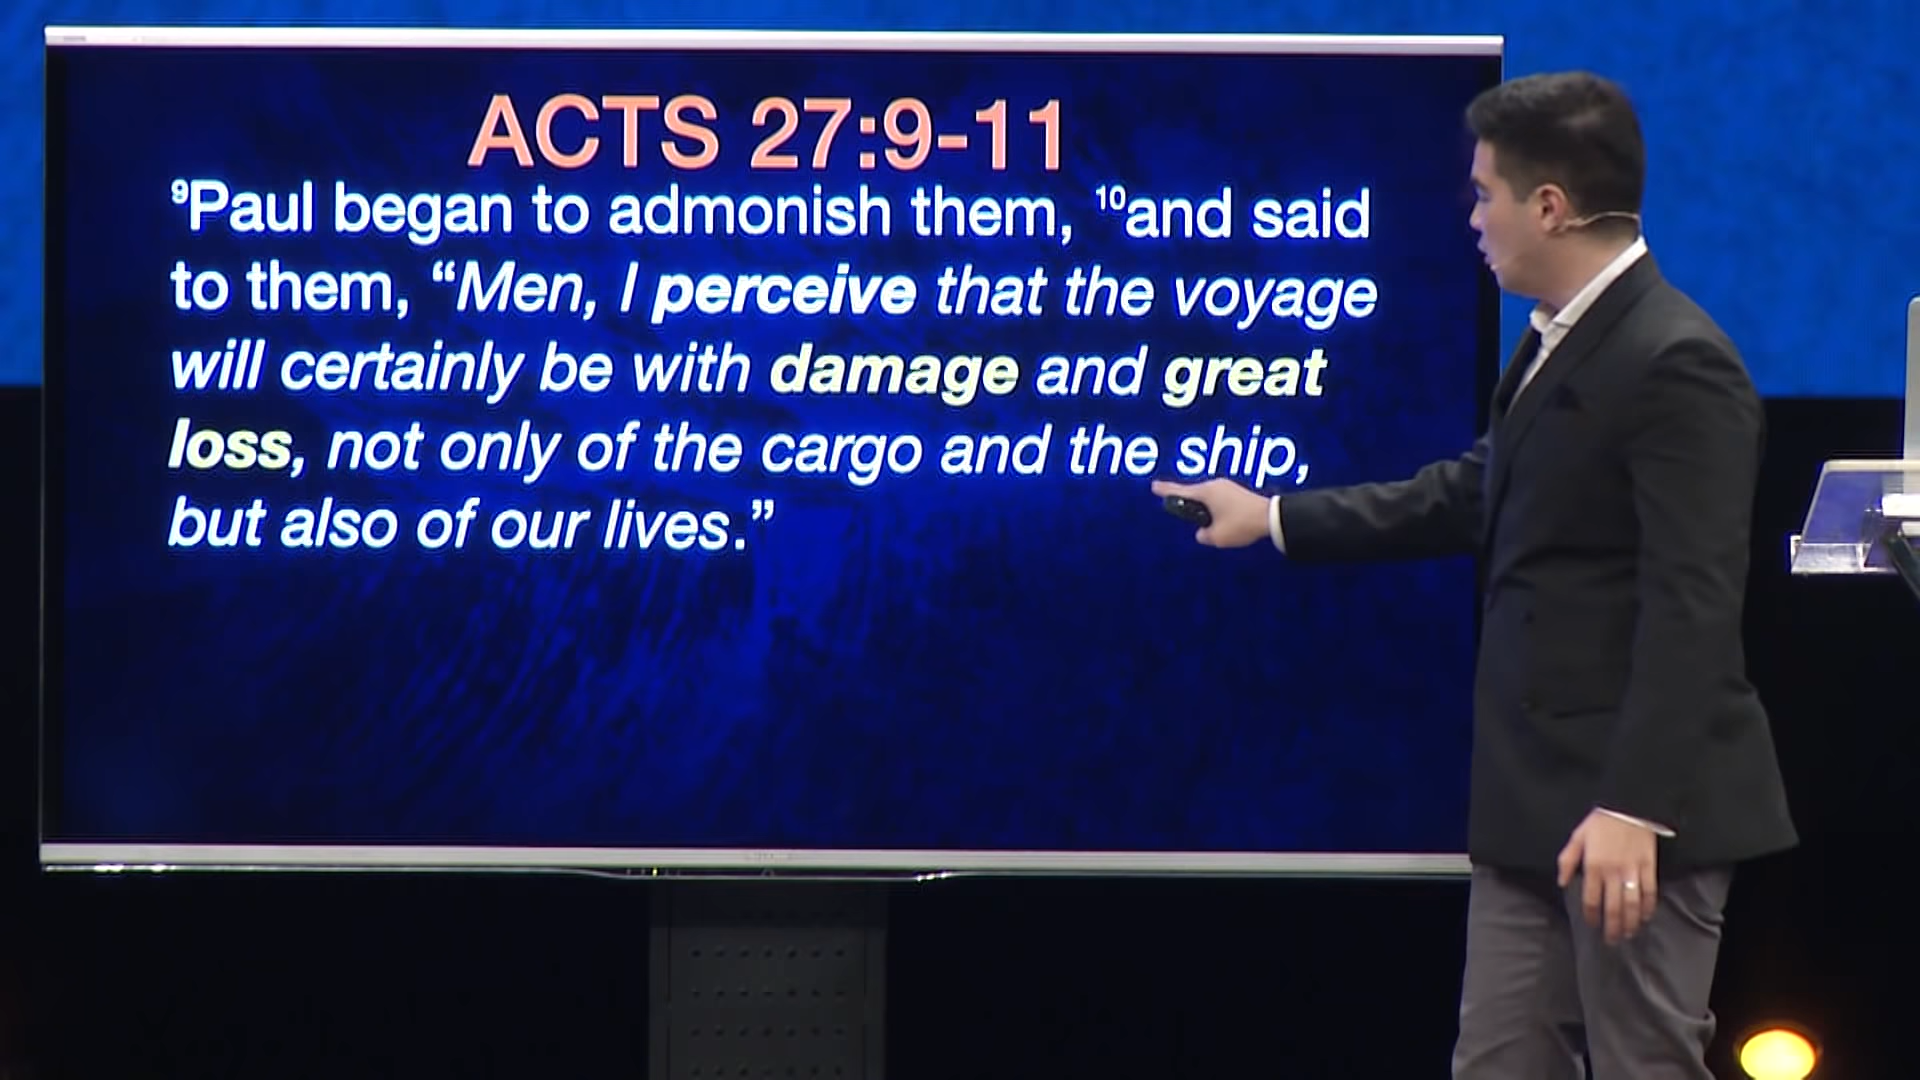 ACTS 27:9-11
⁹Paul began to admonish them, ¹⁰and said
to them, “Men, I perceive that the voyage
will certainly be with damage and great
loss, not only of the cargo and the ship,
but also of our lives.”